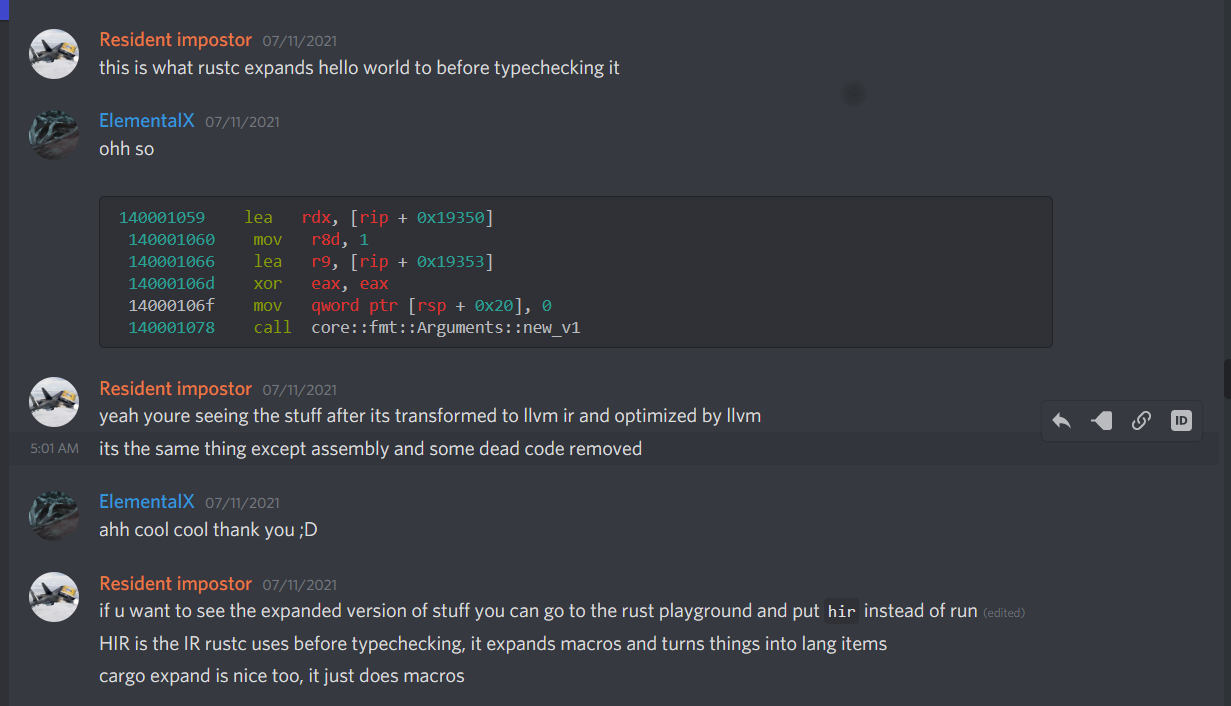 Resident impostor 07/11/2021
this is what rustc expands hello world to before typechecking it
ElementalX 07/11/2021
ohh so
140001059 lea rdx, [rip + 0x19350]
140001060 mov r8d, 1
140001066 lea r9, [rip + 0x19353]
14000106d xor eax, eax
14000106f mov qword ptr [rsp + 0x20], 0
140001078 call core::fmt::Arguments::new_v1
Resident impostor 07/11/2021
yeah youre seeing the stuff after its transformed to llvm ir and optimized by llvm
5:01 AM its the same thing except assembly and some dead code removed
ID
ElementalX 07/11/2021
ahh cool cool thank you ;D
Resident impostor 07/11/2021
if u want to see the expanded version of stuff you can go to the rust playground and put hir instead of run (edited)
HIR is the IR rustc uses before typechecking, it expands macros and turns things into lang items
cargo expand is nice too, it just does macros